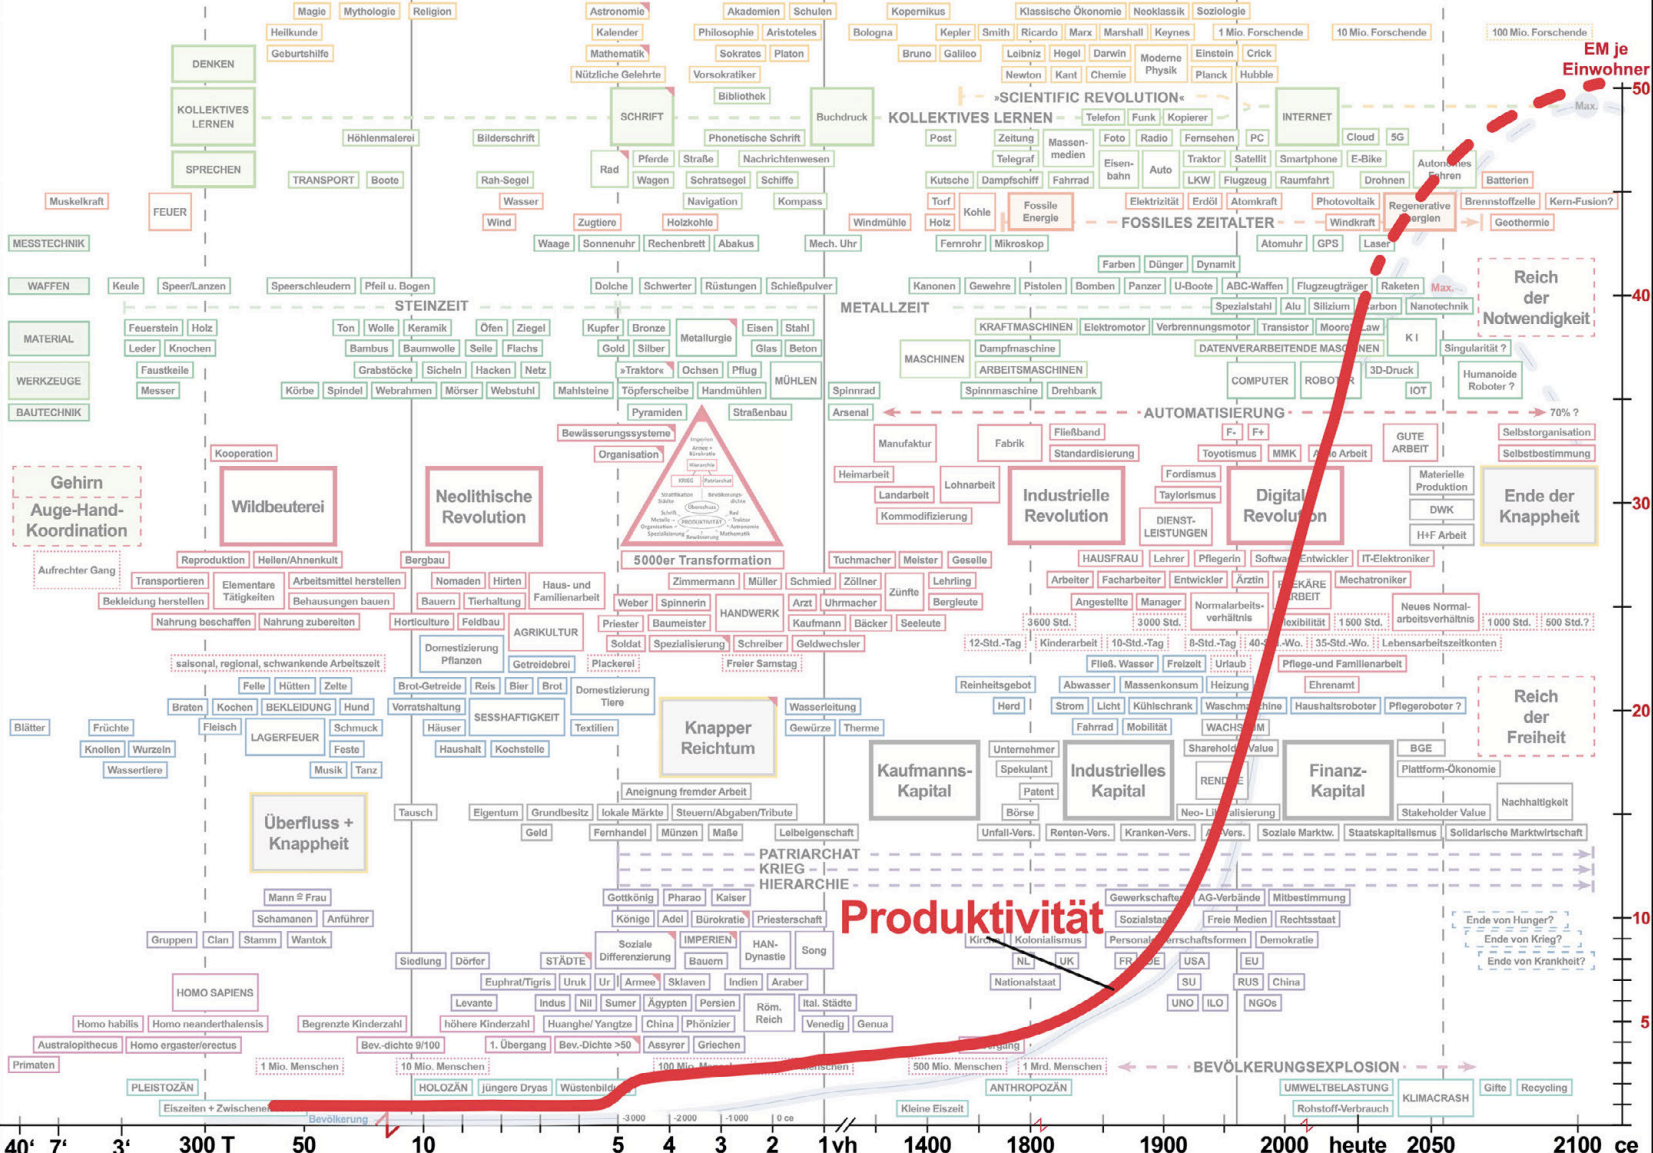 Magie Mythologie Religion Astronomie Akademien Schulen Kopernikus Klassische Ökonomie Neoklassik Soziologie
Heilkunde Kalender Philosophie Aristoteles Bologna Kepler Smith Ricardo Marx Marshall Keynes 1 Mio. Forschende 10 Mio. Forschende 100 Mio. Forschende
DENKEN Geburtshilfe Mathematik Sokrates Platon Bruno Galileo Leibniz Hegel Darwin Moderne Physik Einstein Crick
EM je Einwohner
Nützliche Gelehrte Vorsokratiker Newton Kant Chemie Planck Hubble
50
KOLLEKTIVES LERNEN SCHRIFT Bibliothek Buchdruck »SCIENTIFIC REVOLUTION« INTERNET Max.
KOLLEKTIVES LERNEN Telefon Funk Kopierer
Höhlenmalerei Bilderschrift Phonetische Schrift Post Zeitung Massen-medien Foto Radio Fernsehen PC Cloud 5G
SPRECHEN Rad Pferde Straße Nachrichtenwesen Telegraf Eisen-bahn Auto Traktor Satellit Smartphone E-Bike
TRANSPORT Boote Rah-Segel Wagen Schratsegel Schiffe Kutsche Dampfschiff Fahrrad LKW Flugzeug Raumfahrt Drohnen Batterien
Muskelkraft FEUER Wasser Navigation Kompass Torf Kohle Fossile Energie Elektrizität Erdöl Atomkraft Photovoltaik Regenerative Brennstoffzelle Kern-Fusion?
Wind Zugtiere Holzkohle Windmühle Holz FOSSILES ZEITALTER Windkraft Geothermie
MESSTECHNIK Waage Sonnenuhr Rechenbrett Abakus Mech. Uhr Fernrohr Mikroskop Atomuhr GPS Laser
Farben Dünger Dynamit
WAFFEN Keule Speer/Lanzen Speerschleudern Pfeil u. Bogen Dolche Schwerter Rüstungen Schießpulver Kanonen Gewehre Pistolen Bomben Panzer U-Boote ABC-Waffen Flugzeugträger Raketen Max.
Reich der Notwendigkeit
40
STEINZEIT METALLZEIT Spezialstahl Alu Silizium Nanotechnik
MATERIAL Feuerstein Holz Ton Wolle Keramik Öfen Ziegel Kupfer Bronze Metallurgie Eisen Stahl KRAFTMASCHINEN Elektromotor Verbrennungsmotor Transistor KI
Leder Knochen Bambus Baumwolle Seile Flachs Gold Silber Glas Beton MASCHINEN Dampfmaschine Singularität ?
WERKZEUGE Faustkeile Grabstöcke Sicheln Hacken Netz »Traktor« Ochsen Pflug MÜHLEN ARBEITSMASCHINEN COMPUTER 3D-Druck Humanoide Roboter ?
Messer Körbe Spindel Webrahmen Mörser Webstuhl Mahlsteine Töpferscheibe Handmühlen Spinnrad Spinnmaschine Drehbank IOT
BAUTECHNIK Pyramiden Straßenbau Arsenal AUTOMATISIERUNG 70% ?
Bewässerungssysteme Manufaktur Fabrik Fließband F- F+ GUTE ARBEIT Selbstorganisation
Kooperation Organisation Standardisierung Toyotismus MMK Selbstbestimmung
Gehirn Auge-Hand-Koordination Wildbeuterei Neolithische Revolution Hierarchie KRIEG Patriarchat PRODUKTIVITÄT
Heimarbeit Lohnarbeit Landarbeit Kommodifizierung Industrielle Revolution Fordismus Taylorismus DIENST-LEISTUNGEN Materielle Produktion DWK H+F Arbeit Ende der Knappheit
30
Reproduktion Heilen/Ahnenkult Bergbau 5000er Transformation Tuchmacher Meister Geselle HAUSFRAU Lehrer Pflegerin IT-Elektroniker
Aufrechter Gang Transportieren Elementare Tätigkeiten Arbeitsmittel herstellen Nomaden Hirten Haus- und Familienarbeit Zimmermann Müller Schmied Zöllner Zünfte Lehrling Arbeiter Facharbeiter Entwickler Ärztin Mechatroniker
Bekleidung herstellen Behausungen bauen Bauern Tierhaltung Weber Spinnerin HANDWERK Arzt Uhrmacher Bergleute Angestellte Manager Normalarbeits-verhältnis Neues Normal-arbeitsverhältnis
Nahrung beschaffen Nahrung zubereiten Horticulture Feldbau AGRIKULTUR Priester Baumeister Kaufmann Bäcker Seeleute 3600 Std. 3000 Std. 1500 Std. 1000 Std. 500 Std.?
Domestizierung Pflanzen Soldat Spezialisierung Schreiber Geldwechsler 12-Std.-Tag Kinderarbeit 10-Std.-Tag 8-Std.-Tag 35-Std.-Wo. Lebensarbeitszeitkonten
saisonal, regional, schwankende Arbeitszeit Getreidebrei Plackerei Freier Samstag Fließ. Wasser Freizeit Urlaub Pflege-und Familienarbeit
Felle Hütten Zelte Brot-Getreide Reis Bier Brot Domestizierung Tiere Reinheitsgebot Abwasser Massenkonsum Heizung Ehrenamt
Reich der Freiheit
20
Braten Kochen BEKLEIDUNG Hund Vorratshaltung SESSHAFTIGKEIT Wasserleitung Herd Strom Licht Kühlschrank Haushaltsroboter Pflegeroboter ?
Blätter Früchte Fleisch LAGERFEUER Schmuck Häuser Textilien Knapper Reichtum Gewürze Therme Fahrrad Mobilität
Knollen Wurzeln Feste Haushalt Kochstelle Unternehmer BGE
Wassertiere Musik Tanz Kaufmanns-Kapital Spekulant Industrielles Kapital Finanz-Kapital Plattform-Ökonomie
Aneignung fremder Arbeit Patent Nachhaltigkeit
Überfluss + Knappheit Tausch Eigentum Grundbesitz lokale Märkte Steuern/Abgaben/Tribute Börse Stakeholder Value
Geld Fernhandel Münzen Maße Leibeigenschaft Unfall-Vers. Renten-Vers. Kranken-Vers. Soziale Marktw. Staatskapitalismus Solidarische Marktwirtschaft
PATRIARCHAT
KRIEG
HIERARCHIE
Mann Frau Gottkönig Pharao Kaiser AG-Verbände Mitbestimmung
Produktivität
10
Schamanen Anführer Könige Adel Bürokratie Priesterschaft Freie Medien Rechtsstaat Ende von Hunger?
Gruppen Clan Stamm Wantok Soziale Differenzierung IMPERIEN HAN-Dynastie Song Kolonialismus Demokratie Ende von Krieg?
Siedlung Dörfer STÄDTE Bauern NL UK USA EU Ende von Krankheit?
HOMO SAPIENS Euphrat/Tigris Uruk Ur Armee Sklaven Indien Araber Nationalstaat SU RUS China
Levante Indus Nil Sumer Ägypten Persien Röm. Reich Ital. Städte UNO ILO NGOs
Homo habilis Homo neanderthalensis Begrenzte Kinderzahl höhere Kinderzahl Huanghe/ Yangtze China Phönizier Venedig Genua
5
Australopithecus Homo ergaster/erectus Bev.-dichte 9/100 1. Übergang Bev.-Dichte >50 Assyrer Griechen
Primaten 1 Mio. Menschen 10 Mio. Menschen 500 Mio. Menschen 1 Mrd. Menschen BEVÖLKERUNGSEXPLOSION
PLEISTOZÄN HOLOZÄN jüngere Dryas ANTHROPOZÄN UMWELTBELASTUNG KLIMACRASH Gifte Recycling
Kleine Eiszeit Rohstoff-Verbrauch
Bevölkerung -3000 -2000 -1000 0 ce
40‘ 7‘ 3‘ 300 T 50 10 5 4 3 2 1 vh 1400 1800 1900 2000 heute 2050 2100 ce